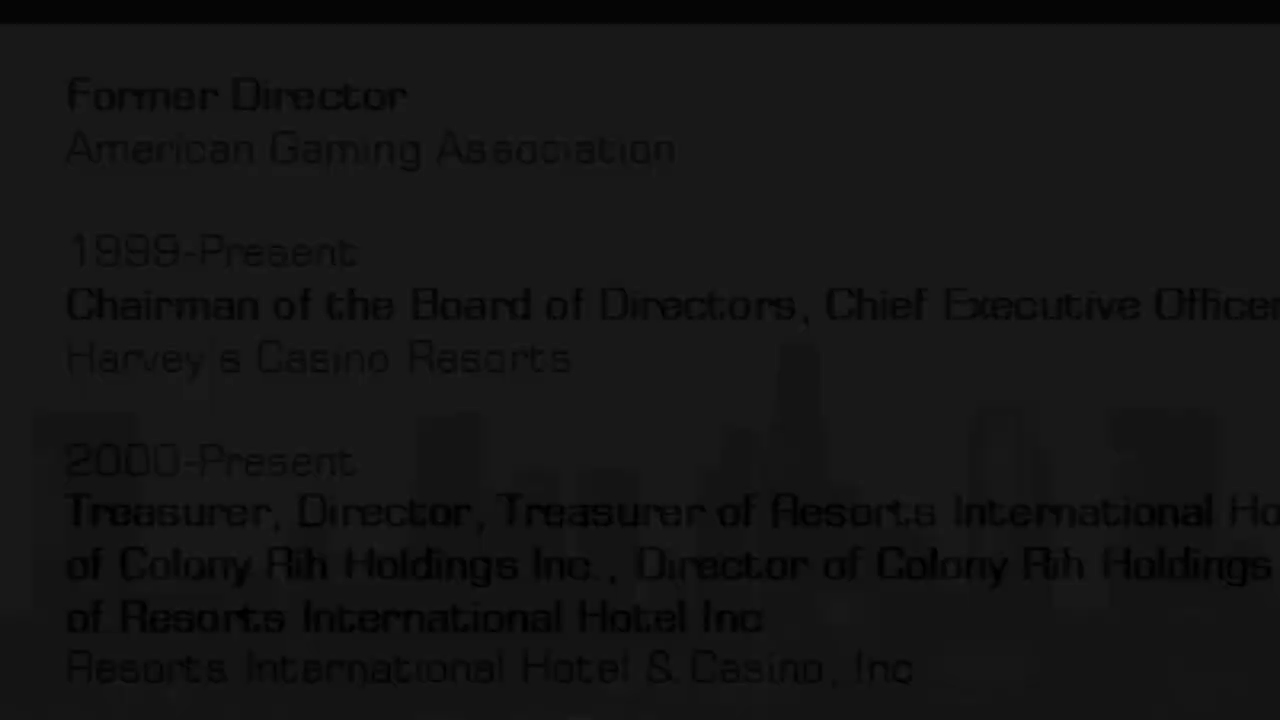 Former Director
American Gaming Association
1999-Present
Chairman of the Board of Directors, Chief Executive Officer
Harvey's Casino Resorts
2000-Present
Treasurer, Director, Treasurer of Resorts International Ho
of Colony Rih Holdings Inc., Director of Colony Rih Holdings
of Resorts International Hotel Inc
Resorts International Hotel & Casino, Inc